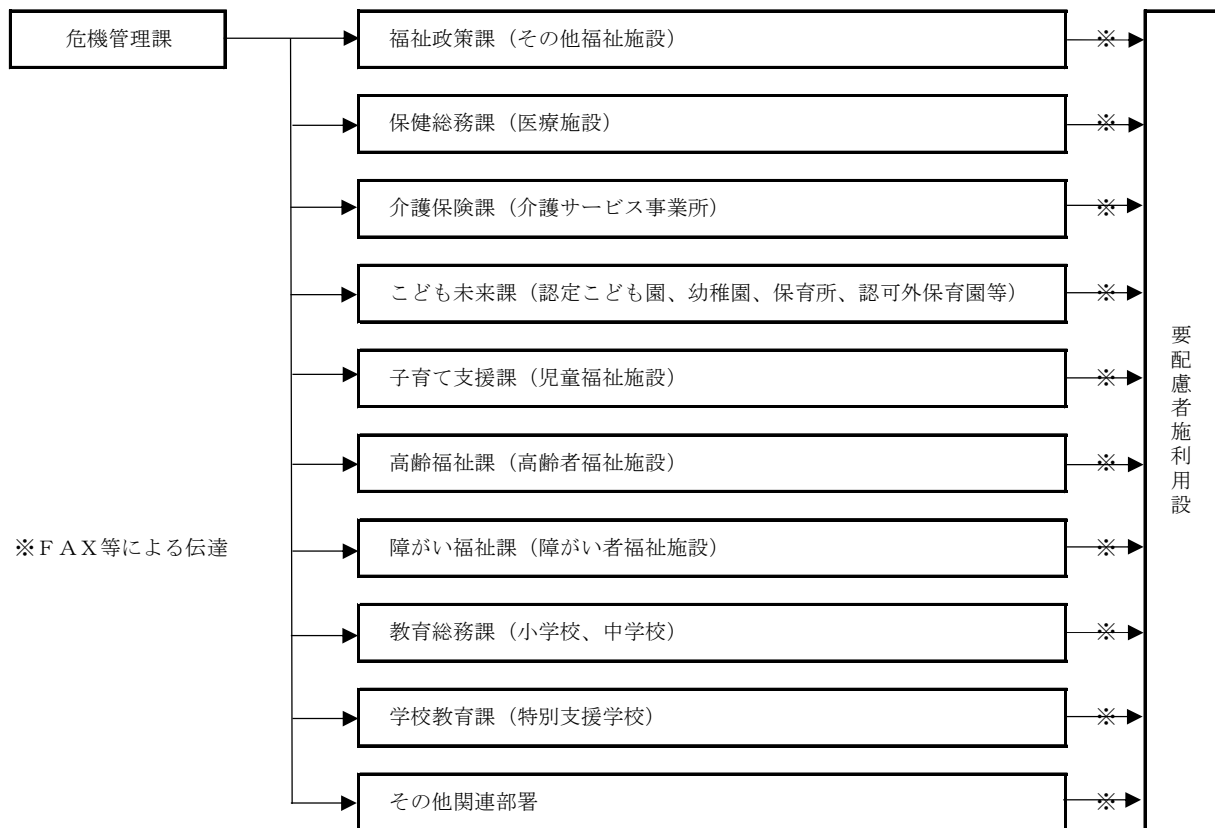 危機管理課
福祉政策課（その他福祉施設）
※
保健総務課（医療施設）
※
介護保険課（介護サービス事業所）
※
こども未来課（認定こども園、幼稚園、保育所、認可外保育園等）
※
子育て支援課（児童福祉施設）
※
高齢福祉課（高齢者福祉施設）
※
障がい福祉課（障がい者福祉施設）
※
教育総務課（小学校、中学校）
※
学校教育課（特別支援学校）
※
その他関連部署
※
要配慮者施利用設
※ＦＡＸ等による伝達